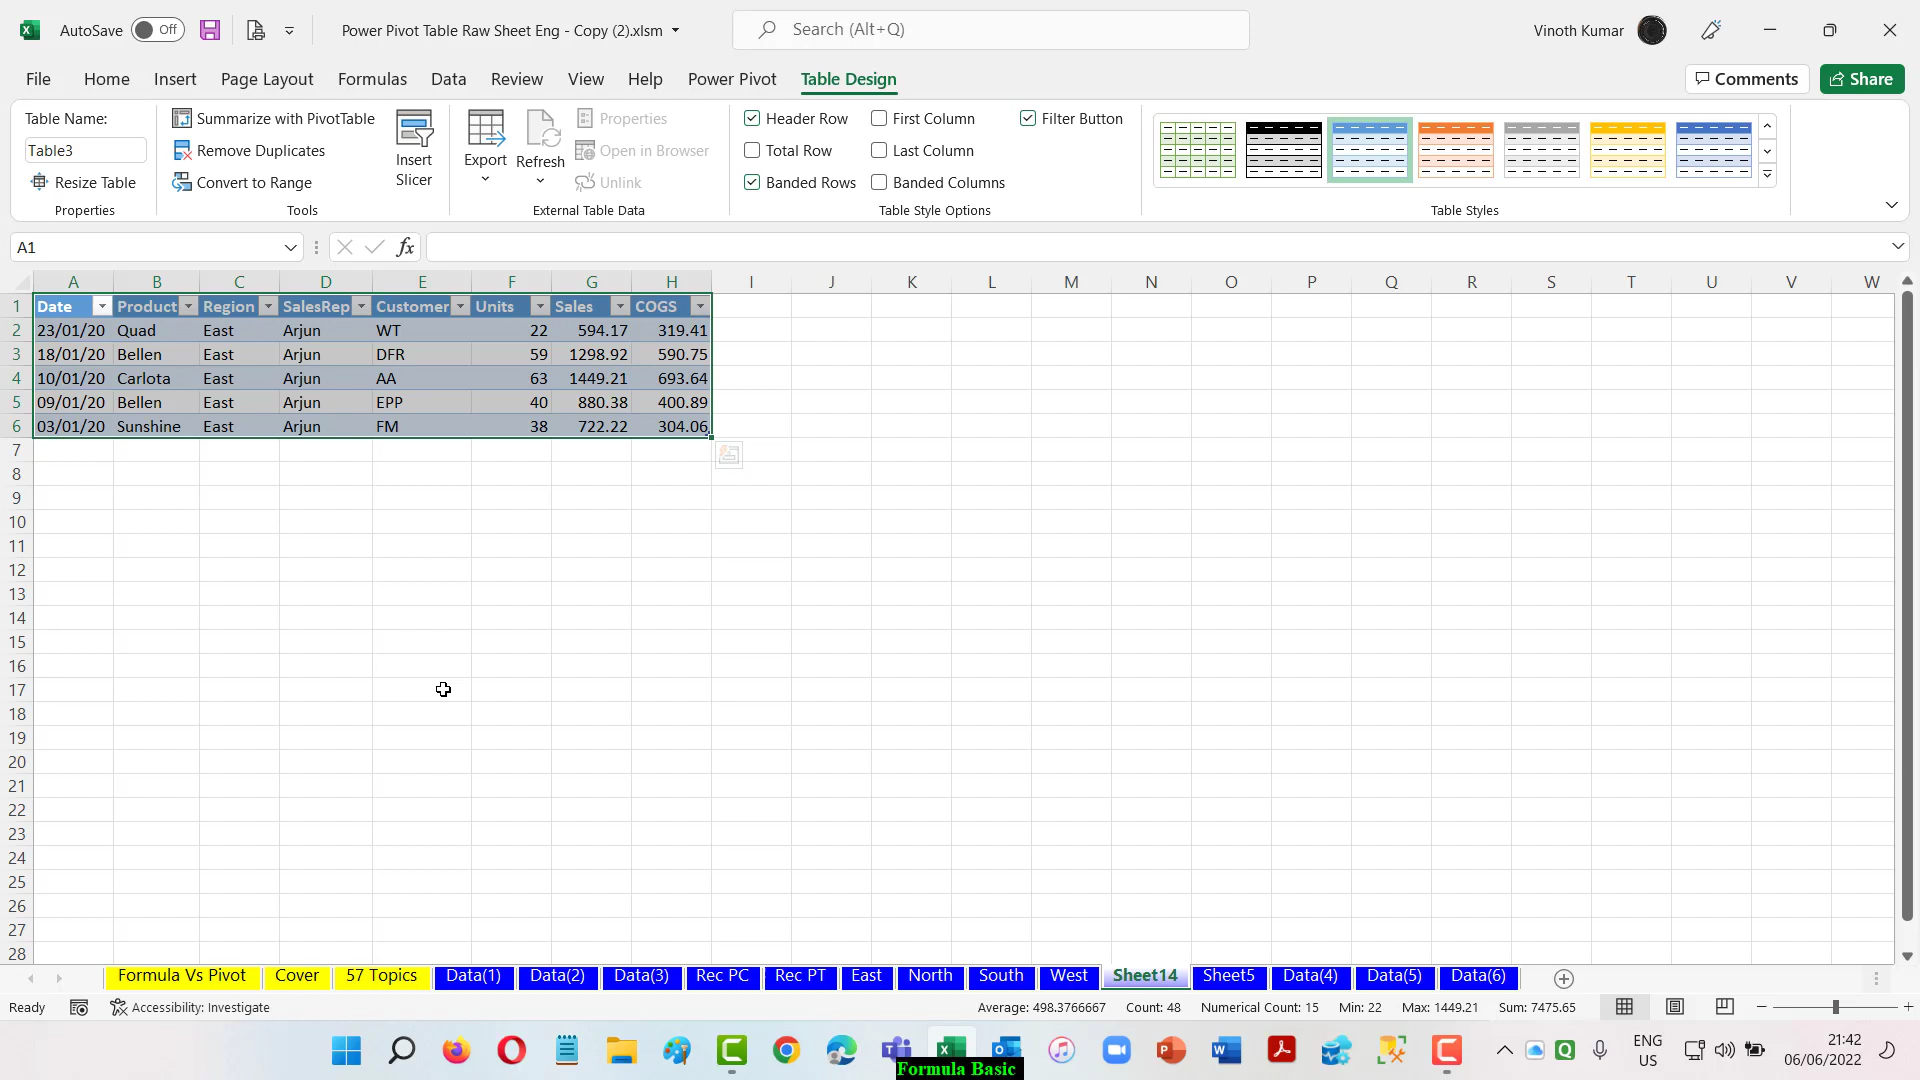 AutoSave Off Power Pivot Table Raw Sheet Eng - Copy (2).xlsm Search (Alt+Q) Vinoth Kumar
File Home Insert Page Layout Formulas Data Review View Help Power Pivot Table Design Comments Share
Table Name: Summarize with PivotTable Properties Header Row First Column Filter Button
Table3 Remove Duplicates Insert Slicer Export Refresh Open in Browser Total Row Last Column
Resize Table Convert to Range Unlink Banded Rows Banded Columns
Properties Tools External Table Data Table Style Options Table Styles
A1 fx
A B C D E F G H I J K L M N O P Q R S T U V W
1 Date Product Region SalesRep Customer Units Sales COGS
2 23/01/20 Quad East Arjun WT 22 594.17 319.41
3 18/01/20 Bellen East Arjun DFR 59 1298.92 590.75
4 10/01/20 Carlota East Arjun AA 63 1449.21 693.64
5 09/01/20 Bellen East Arjun EPP 40 880.38 400.89
6 03/01/20 Sunshine East Arjun FM 38 722.22 304.06
7
8
9
10
11
12
13
14
15
16
17
18
19
20
21
22
23
24
25
26
27
28
Formula Vs Pivot Cover 57 Topics Data(1) Data(2) Data(3) Rec PC Rec PT East North South West Sheet14 Sheet5 Data(4) Data(5) Data(6)
Ready Accessibility: Investigate Average: 498.3766667 Count: 48 Numerical Count: 15 Min: 22 Max: 1449.21 Sum: 7475.65
ENG 21:42
US 06/06/2022
Formula Basic